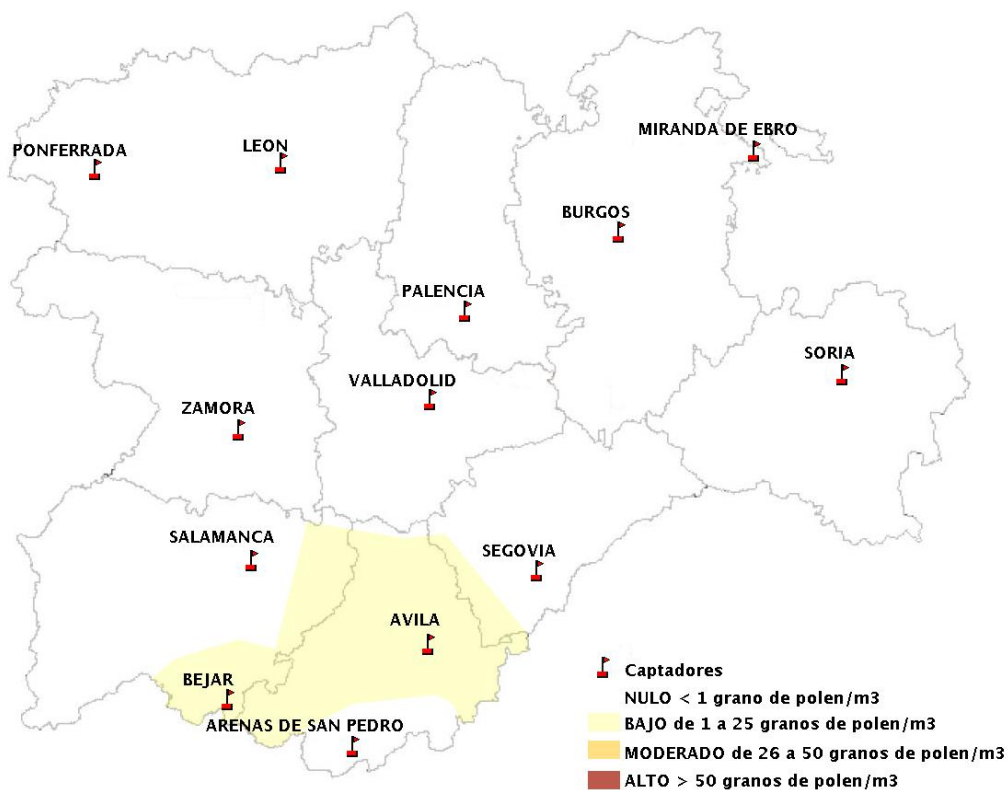 MIRANDA DE EBRO
PONFERRADA
LEON
BURGOS
PALENCIA
SORIA
VALLADOLID
ZAMORA
SALAMANCA
SEGOVIA
AVILA
BEJAR
ARENAS DE SAN PEDRO
Captadores
NULO < 1 grano de polen/m3
BAJO de 1 a 25 granos de polen/m3
MODERADO de 26 a 50 granos de polen/m3
ALTO > 50 granos de polen/m3